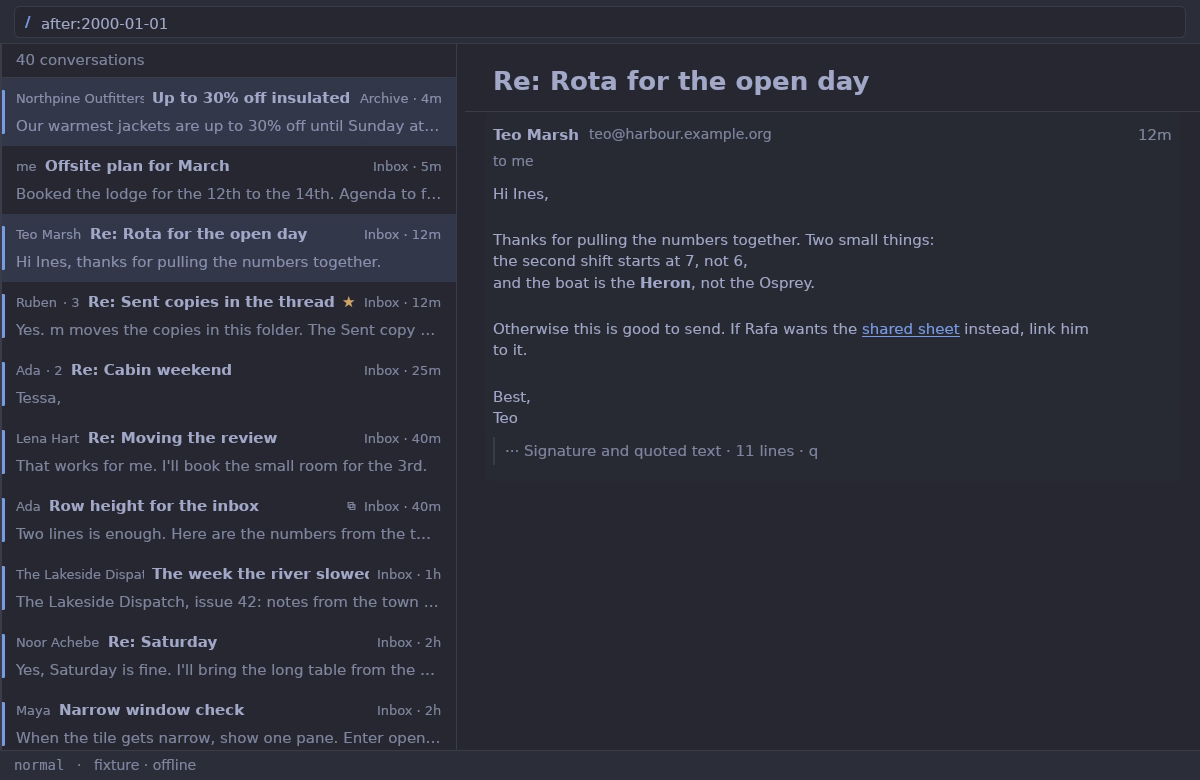 / after:2000-01-01
40 conversations
Northpine Outfitters Up to 30% off insulated Archive · 4m
Our warmest jackets are up to 30% off until Sunday at...
me Offsite plan for March Inbox · 5m
Booked the lodge for the 12th to the 14th. Agenda to f...
Teo Marsh Re: Rota for the open day Inbox · 12m
Hi Ines, thanks for pulling the numbers together.
Ruben · 3 Re: Sent copies in the thread ★ Inbox · 12m
Yes. m moves the copies in this folder. The Sent copy ...
Ada · 2 Re: Cabin weekend Inbox · 25m
Tessa,
Lena Hart Re: Moving the review Inbox · 40m
That works for me. I'll book the small room for the 3rd.
Ada Row height for the inbox Inbox · 40m
Two lines is enough. Here are the numbers from the t...
The Lakeside Dispat The week the river slowed Inbox · 1h
The Lakeside Dispatch, issue 42: notes from the town ...
Noor Achebe Re: Saturday Inbox · 2h
Yes, Saturday is fine. I'll bring the long table from the ...
Maya Narrow window check Inbox · 2h
When the tile gets narrow, show one pane. Enter open...
Re: Rota for the open day
Teo Marsh teo@harbour.example.org 12m
to me
Hi Ines,
Thanks for pulling the numbers together. Two small things:
the second shift starts at 7, not 6,
and the boat is the Heron, not the Osprey.
Otherwise this is good to send. If Rafa wants the shared sheet instead, link him
to it.
Best,
Teo
··· Signature and quoted text · 11 lines · q
normal · fixture · offline